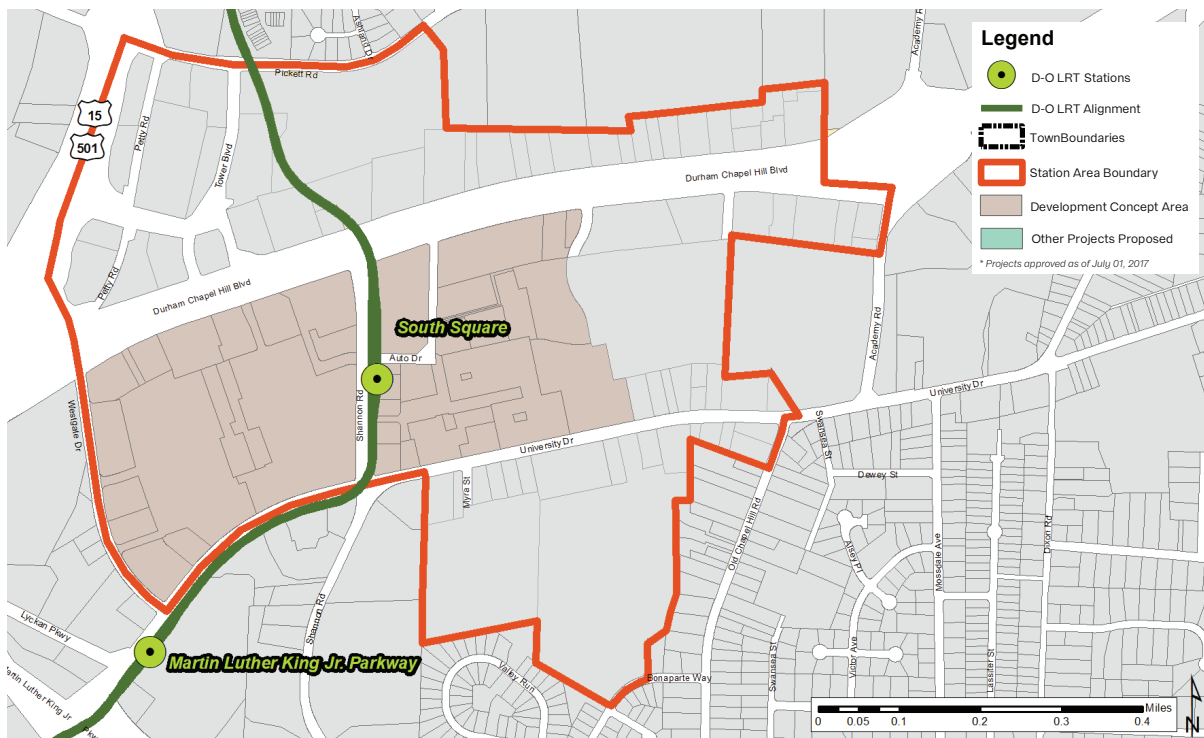 Legend
D-O LRT Stations
D-O LRT Alignment
TownBoundaries
Station Area Boundary
Development Concept Area
Other Projects Proposed
* Projects approved as of July 01, 2017
Ashland Dr
Academy R
Pickett Rd
15
501
Petty Rd
Tower Blvd
Durham Chapel Hill Blvd
Petty Rd
Durham Chapel Hill Blvd
South Square
Auto Dr
Academy Rd
Shannon Rd
Westgate Dr
University Dr
University Dr
Swansea St
Myra St
Dewey St
Old Chapel Hill Rd
Alsey Pl
Mossdale Ave
Dixon Rd
Shannon Rd
Lyckan Pkwy
Martin Luther King Jr. Parkway
Martin Luther King Jr
Pkw
Valley Run
Bonaparte Way
Swansea St
Victor Ave
Lassiter St
Miles
0 0.05 0.1 0.2 0.3 0.4
N